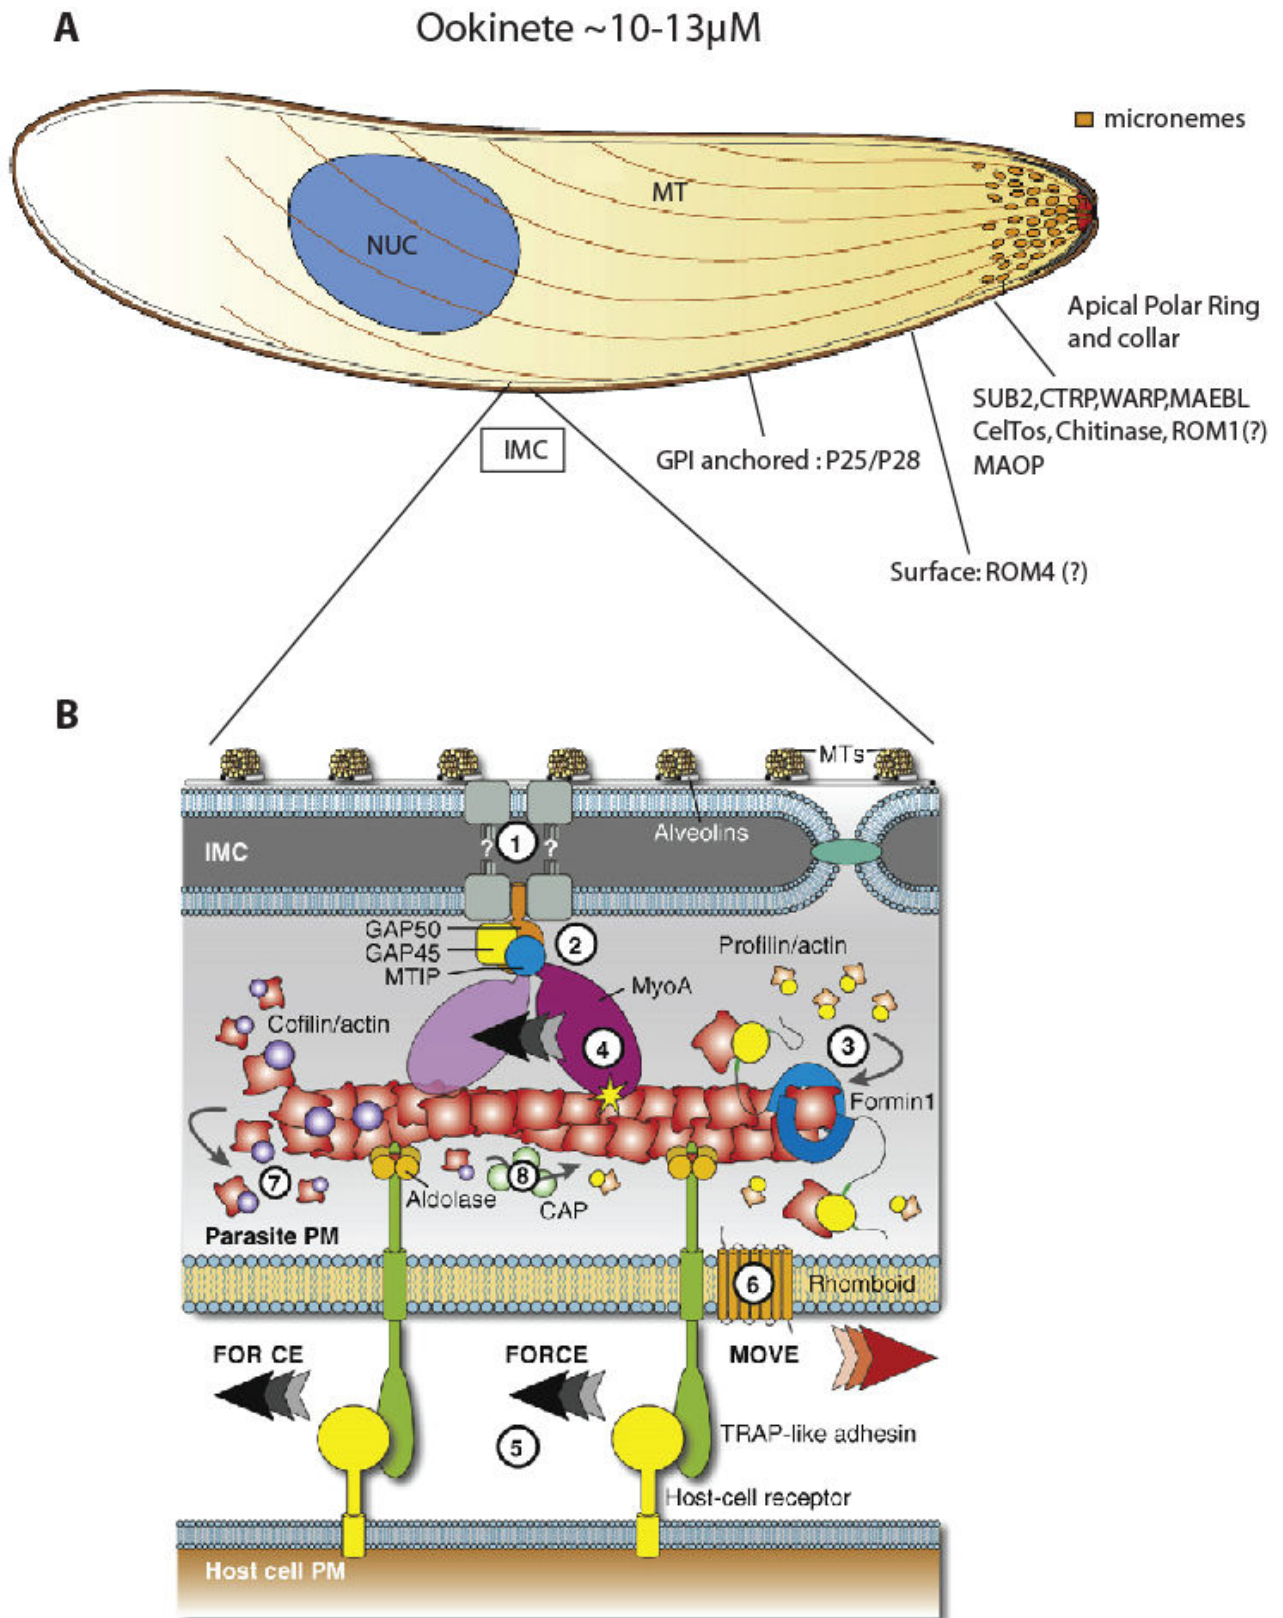 A
Ookinete ~10-13µM
micronemes
MT
NUC
Apical Polar Ring
and collar
SUB2,CTRP,WARP,MAEBL
CelTos, Chitinase, ROM1(?)
MAOP
IMC
GPI anchored : P25/P28
Surface: ROM4 (?)
B
MTs
Alveolins
IMC
? 1 ?
GAP50
GAP45
MTIP
2
Profilin/actin
MyoA
Cofilin/actin
4
3
Formin1
7
Aldolase
8
CAP
Parasite PM
6
Rhomboid
FOR CE
FORCE
MOVE
5
TRAP-like adhesin
Host-cell receptor
Host cell PM